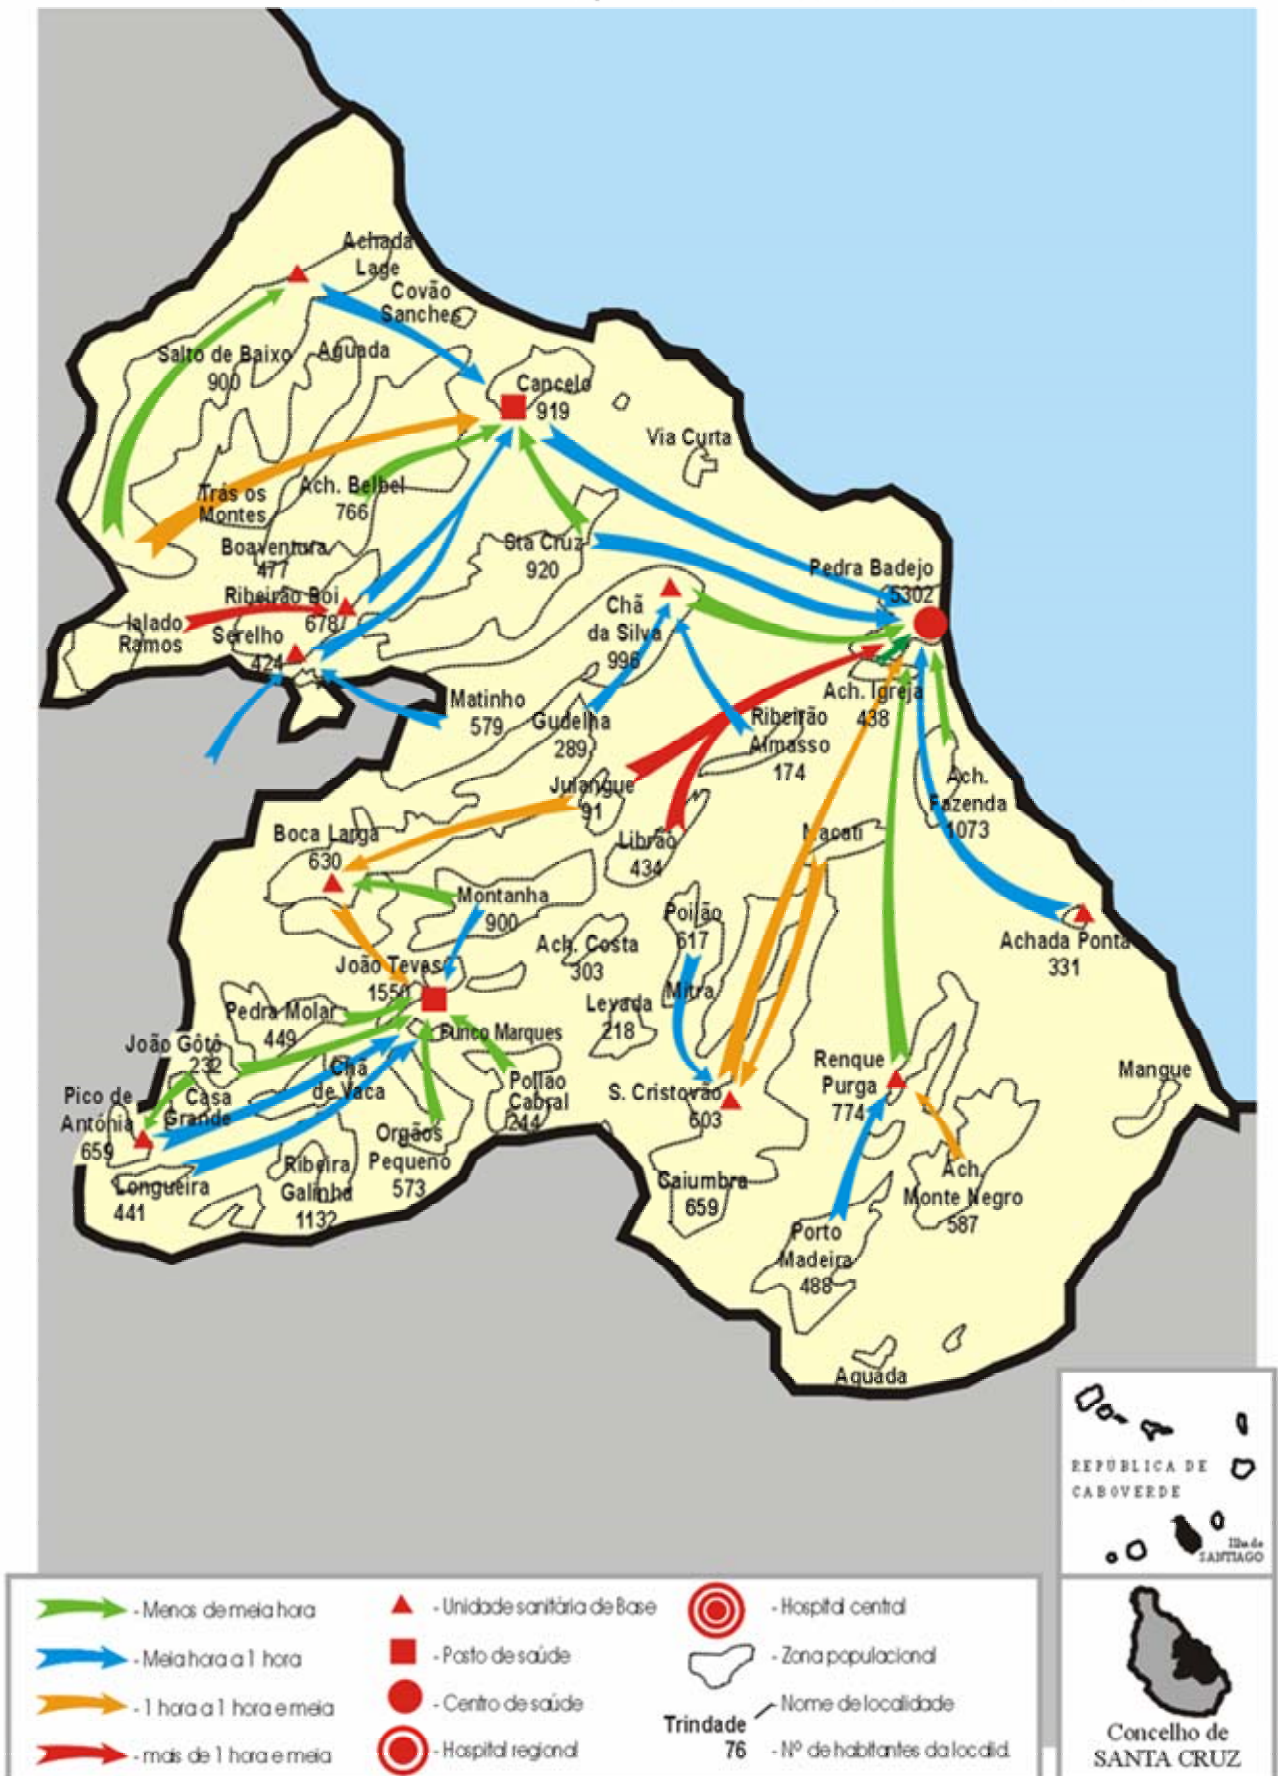 Achada
Lage
Covão
Sanches
Salto de Baixo
900
Aguada
Cancelo
919
Via Curta
Trás os
Montes
Ach. Belbel
766
Boaventura
477
Sta Cruz
920
Pedra Badejo
5302
Ribeirão Boi
678
Ialado
Ramos
Serelho
424
Chã
da Silva
996
Matinho
579
Gudelha
289
Ribeirão
Almasso
174
Ach. Igreja
438
Julangue
91
Ach.
Fazenda
1073
Boca Larga
630
Librão
434
Macati
Montanha
900
Poilão
617
Ach. Costa
303
Achada Ponta
331
João Teves
1550
Mitra
Levada
218
Pedra Molar
449
Funco Marques
João Gôtô
232
Chã
de Vaca
Renque
Purga
774
Mangue
Pico de
Antónia
659
Casa
Grande
Poilão
Cabral
244
S. Cristovão
603
Orgãos
Pequeno
573
Ribeira
Galinha
1132
Longueira
441
Caiumbra
659
Ach.
Monte Negro
587
Porto
Madeira
488
Aguada
REPÚBLICA DE
CABOVERDE
Ilha de
SANTIAGO
- Menos de meia hora
- Meia hora a 1 hora
- 1 hora a 1 hora e meia
- mais de 1 hora e meia
- Unidade sanitária de Base
- Posto de saúde
- Centro de saúde
- Hospital regional
- Hospital central
- Zona populacional
- Nome de localidade
Trindade
76 - Nº de habitantes da localid.
Concelho de
SANTA CRUZ